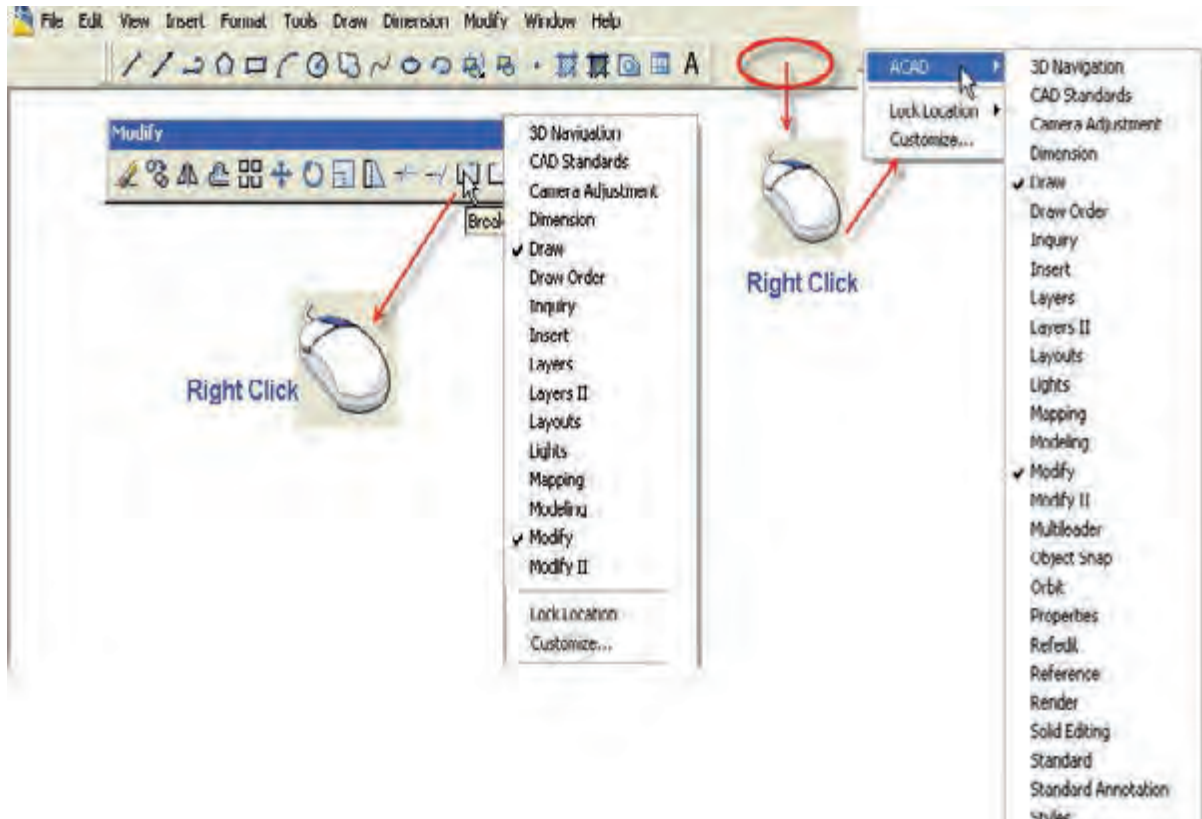 File Edit View Insert Format Tools Draw Dimension Modify Window Help
A
Modify
Break
Right Click
3D Navigation
CAD Standards
Camera Adjustment
Dimension
Draw
Draw Order
Inquiry
Insert
Layers
Layers II
Layouts
Lights
Mapping
Modeling
Modify
Modify II
Lock Location
Customize...
Right Click
ACAD
Lock Location
Customize...
3D Navigation
CAD Standards
Camera Adjustment
Dimension
Draw
Draw Order
Inquiry
Insert
Layers
Layers II
Layouts
Lights
Mapping
Modeling
Modify
Modify II
Multileader
Object Snap
Orbit
Properties
Refedit
Reference
Render
Solid Editing
Standard
Standard Annotation
Styles